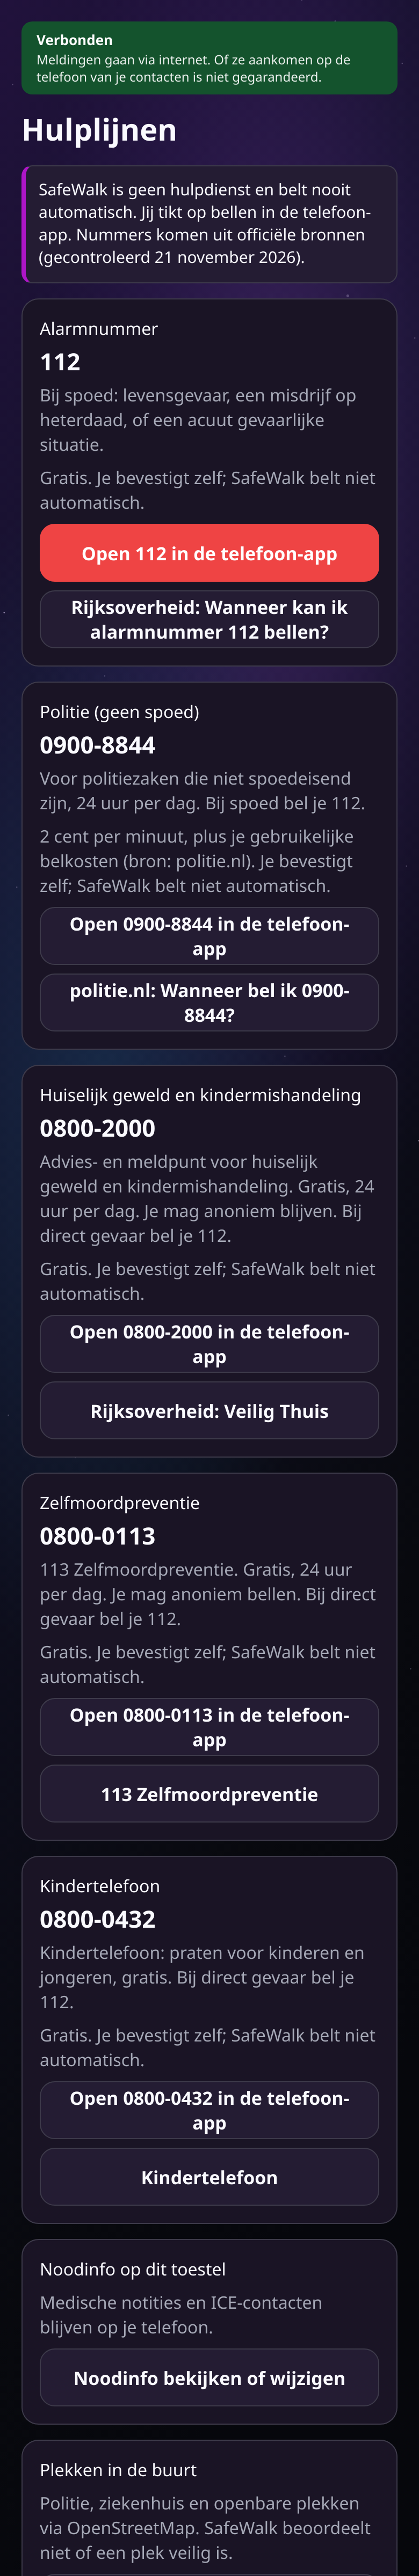 Verbonden
Meldingen gaan via internet. Of ze aankomen op de
telefoon van je contacten is niet gegarandeerd.
Hulplijnen
SafeWalk is geen hulpdienst en belt nooit
automatisch. Jij tikt op bellen in de telefoon-
app. Nummers komen uit officiële bronnen
(gecontroleerd 21 november 2026).
Alarmnummer
112
Bij spoed: levensgevaar, een misdrijf op
heterdaad, of een acuut gevaarlijke
situatie.
Gratis. Je bevestigt zelf; SafeWalk belt niet
automatisch.
Open 112 in de telefoon-app
Rijksoverheid: Wanneer kan ik
alarmnummer 112 bellen?
Politie (geen spoed)
0900-8844
Voor politiezaken die niet spoedeisend
zijn, 24 uur per dag. Bij spoed bel je 112.
2 cent per minuut, plus je gebruikelijke
belkosten (bron: politie.nl). Je bevestigt
zelf; SafeWalk belt niet automatisch.
Open 0900-8844 in de telefoon-
app
politie.nl: Wanneer bel ik 0900-
8844?
Huiselijk geweld en kindermishandeling
0800-2000
Advies- en meldpunt voor huiselijk
geweld en kindermishandeling. Gratis, 24
uur per dag. Je mag anoniem blijven. Bij
direct gevaar bel je 112.
Gratis. Je bevestigt zelf; SafeWalk belt niet
automatisch.
Open 0800-2000 in de telefoon-
app
Rijksoverheid: Veilig Thuis
Zelfmoordpreventie
0800-0113
113 Zelfmoordpreventie. Gratis, 24 uur
per dag. Je mag anoniem bellen. Bij direct
gevaar bel je 112.
Gratis. Je bevestigt zelf; SafeWalk belt niet
automatisch.
Open 0800-0113 in de telefoon-
app
113 Zelfmoordpreventie
Kindertelefoon
0800-0432
Kindertelefoon: praten voor kinderen en
jongeren, gratis. Bij direct gevaar bel je
112.
Gratis. Je bevestigt zelf; SafeWalk belt niet
automatisch.
Open 0800-0432 in de telefoon-
app
Kindertelefoon
Noodinfo op dit toestel
Medische notities en ICE-contacten
blijven op je telefoon.
Noodinfo bekijken of wijzigen
Plekken in de buurt
Politie, ziekenhuis en openbare plekken
via OpenStreetMap. SafeWalk beoordeelt
niet of een plek veilig is.